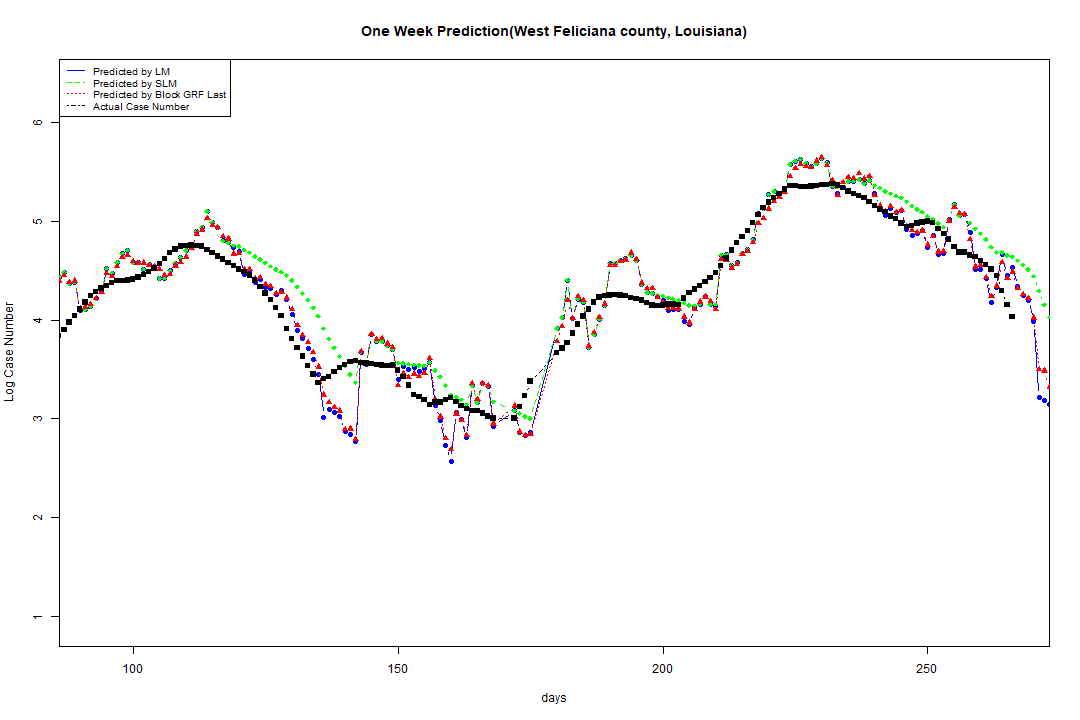 One Week Prediction(West Feliciana county, Louisiana)
Predicted by LM
Predicted by SLM
Predicted by Block GRF Last
Actual Case Number
Log Case Number
6
5
4
3
2
1
100
150
200
250
days